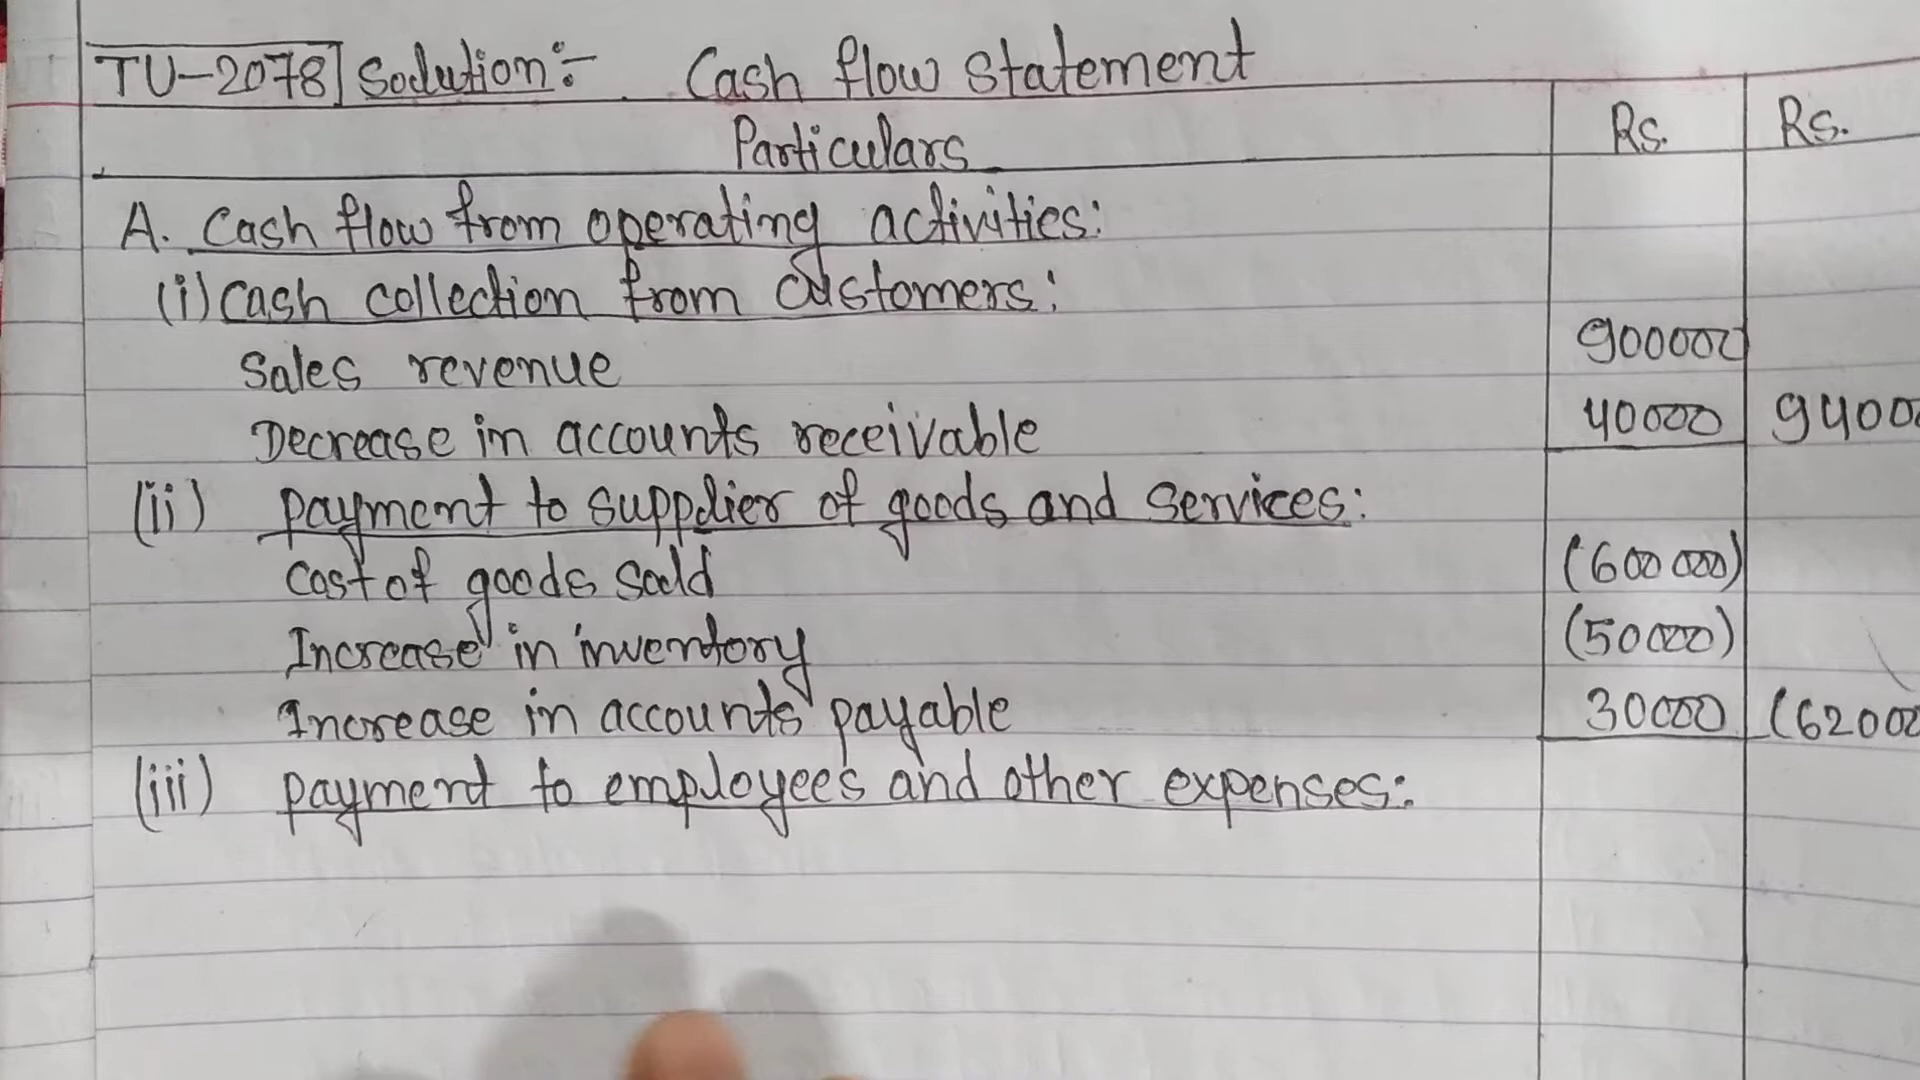 TU-2078 Solution:- Cash flow statement
Particulars Rs. Rs.
A. Cash flow from operating activities:
(i) Cash collection from customers:
Sales revenue 900000
Decrease in accounts receivable 40000 9400
(ii) payment to supplier of goods and services:
Cost of goods sold (600000)
Increase in inventory (50000)
Increase in accounts payable 30000 (6200
(iii) payment to employees and other expenses: